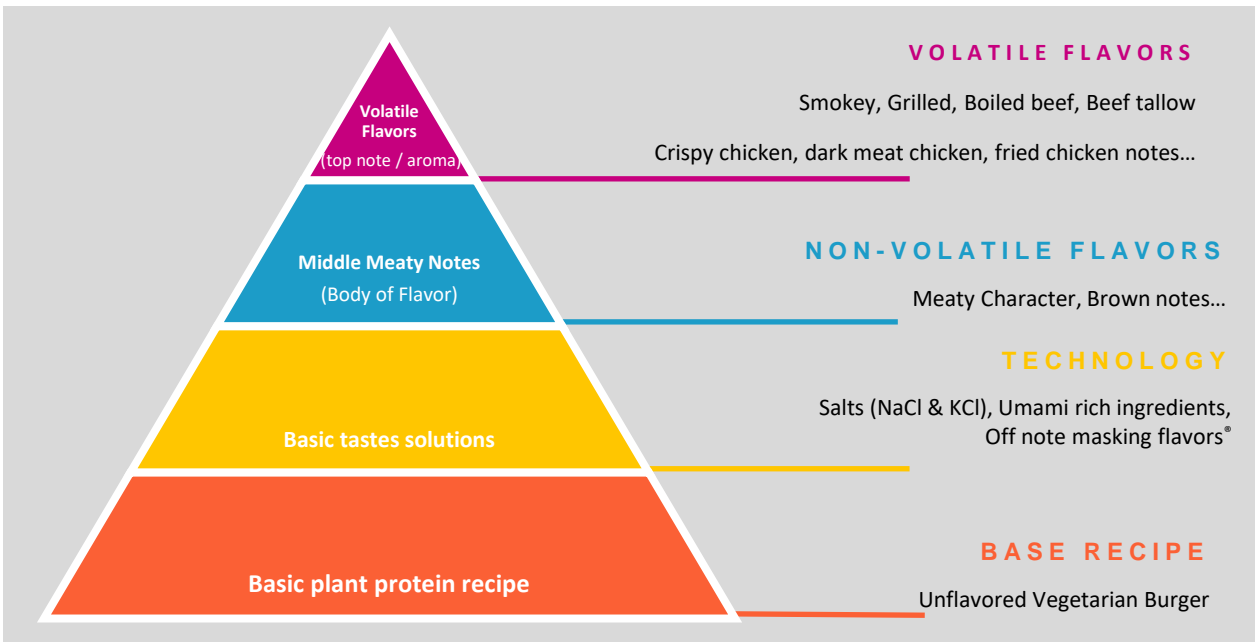 VOLATILE FLAVORS
Volatile
Flavors
(top note / aroma)
Smokey, Grilled, Boiled beef, Beef tallow
Crispy chicken, dark meat chicken, fried chicken notes…
Middle Meaty Notes
(Body of Flavor)
NON-VOLATILE FLAVORS
Meaty Character, Brown notes…
TECHNOLOGY
Basic tastes solutions
Salts (NaCl & KCl), Umami rich ingredients,
Off note masking flavors®
BASE RECIPE
Basic plant protein recipe
Unflavored Vegetarian Burger